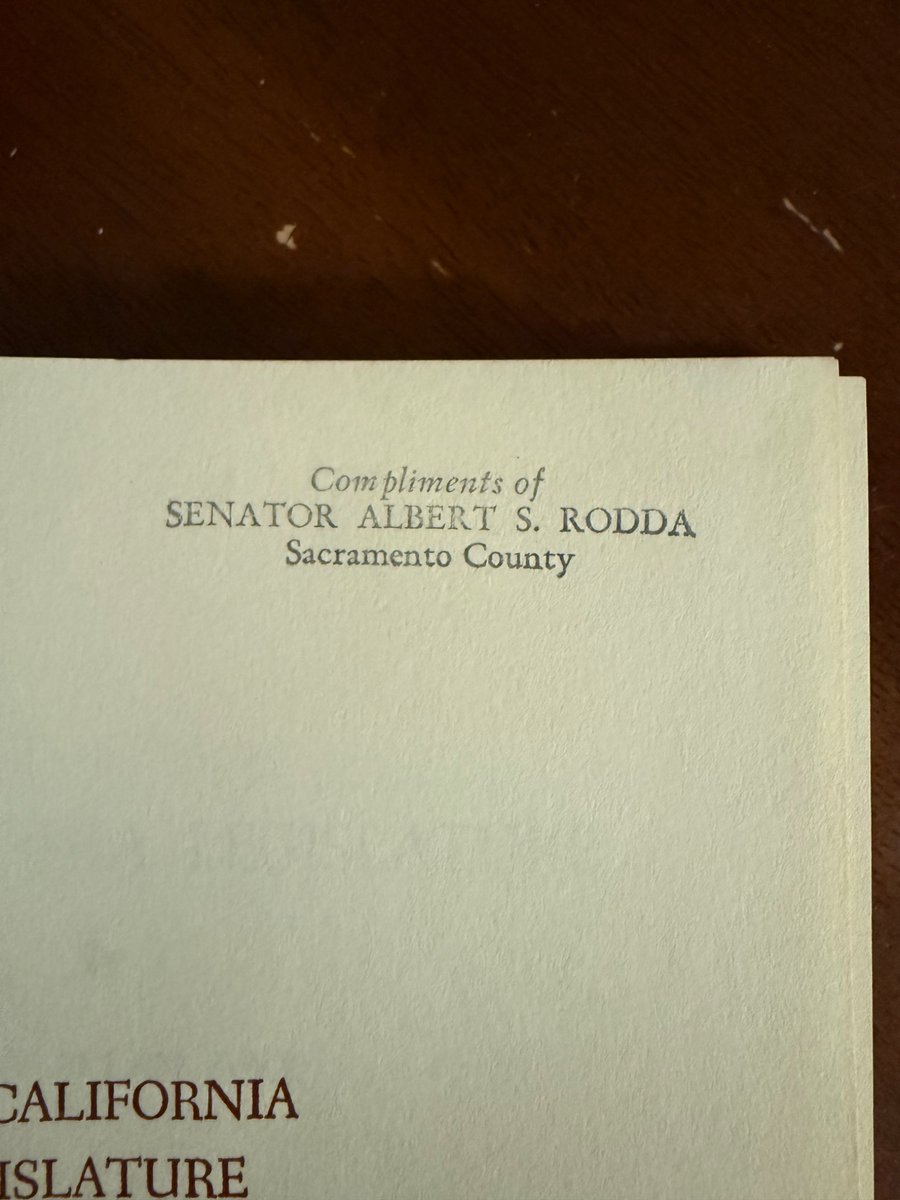 Compliments of
SENATOR ALBERT S. RODDA
Sacramento County
CALIFORNIA
ISLATURE